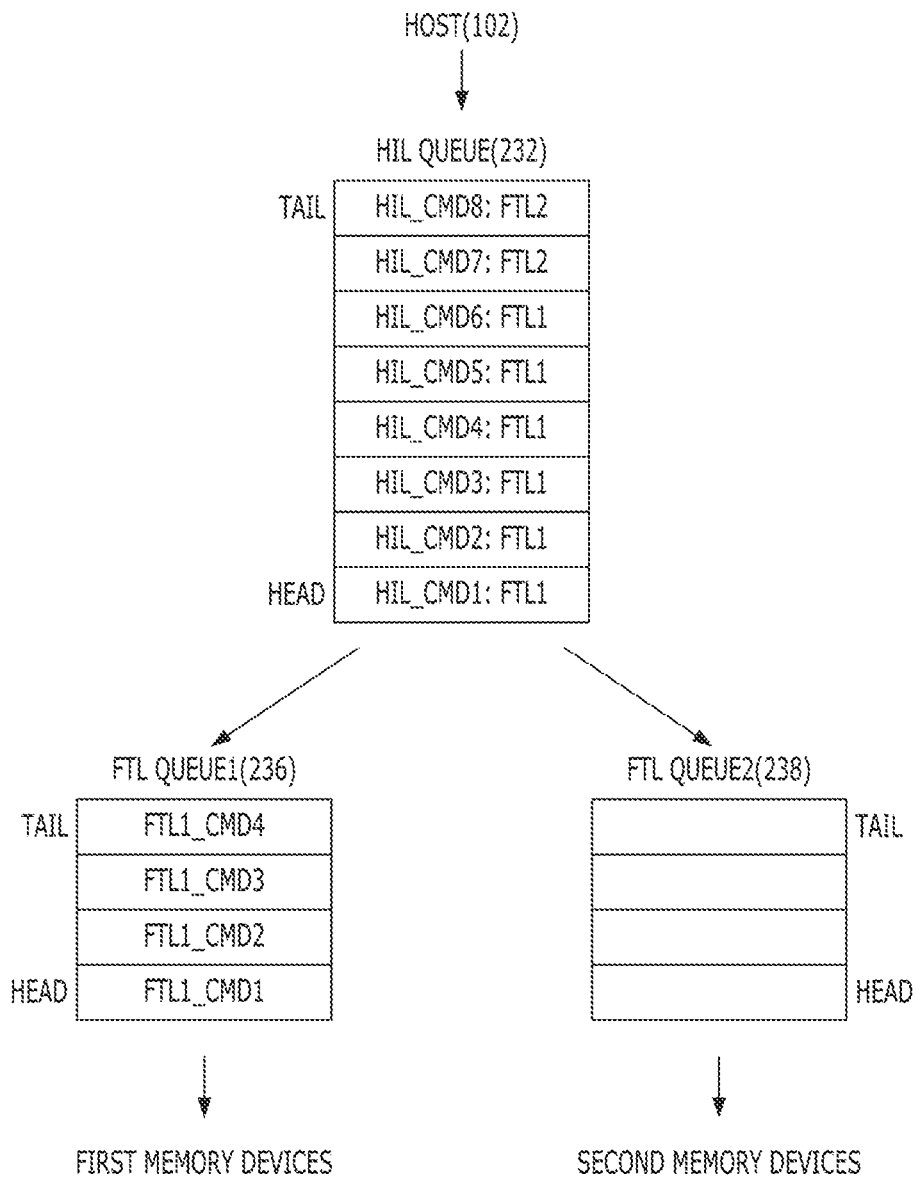 HOST(102)
HIL QUEUE(232)
TAIL HIL_CMD8: FTL2
HIL_CMD7: FTL2
HIL_CMD6: FTL1
HIL_CMD5: FTL1
HIL_CMD4: FTL1
HIL_CMD3: FTL1
HIL_CMD2: FTL1
HEAD HIL_CMD1: FTL1
FTL QUEUE1(236) FTL QUEUE2(238)
TAIL FTL1_CMD4 TAIL
FTL1_CMD3
FTL1_CMD2
HEAD FTL1_CMD1 HEAD
FIRST MEMORY DEVICES SECOND MEMORY DEVICES